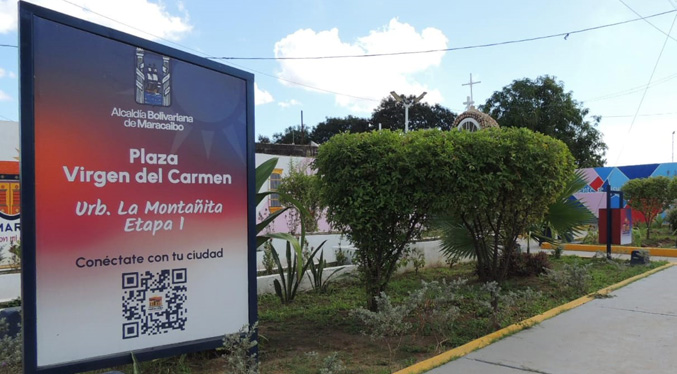 Alcaldía Bolivariana
de Maracaibo
Plaza
Virgen del Carmen
Urb. La Montañita
Etapa 1
Conéctate con tu ciudad